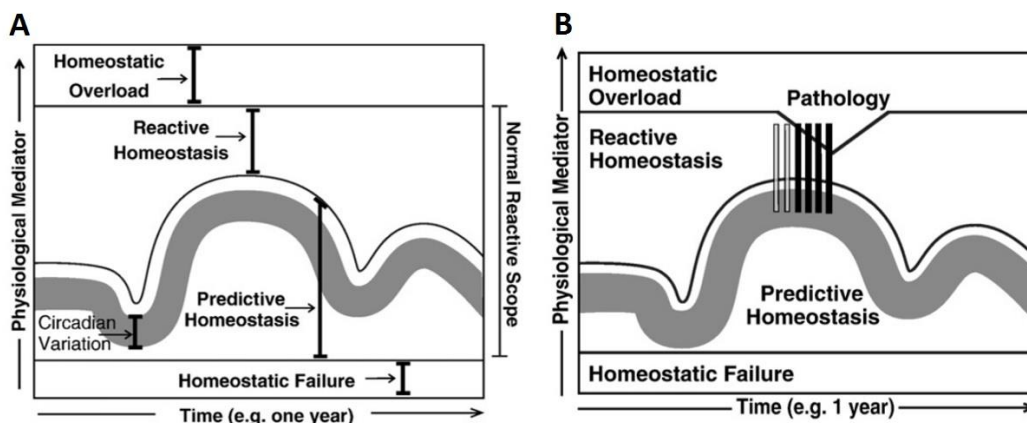 A
Homeostatic
Overload
Reactive
Homeostasis
Predictive
Homeostasis
Circadian
Variation
Homeostatic Failure
Physiological Mediator
Normal Reactive Scope
Time (e.g. one year)
B
Homeostatic
Overload
Pathology
Reactive
Homeostasis
Predictive
Homeostasis
Homeostatic Failure
Physiological Mediator
Time (e.g. 1 year)